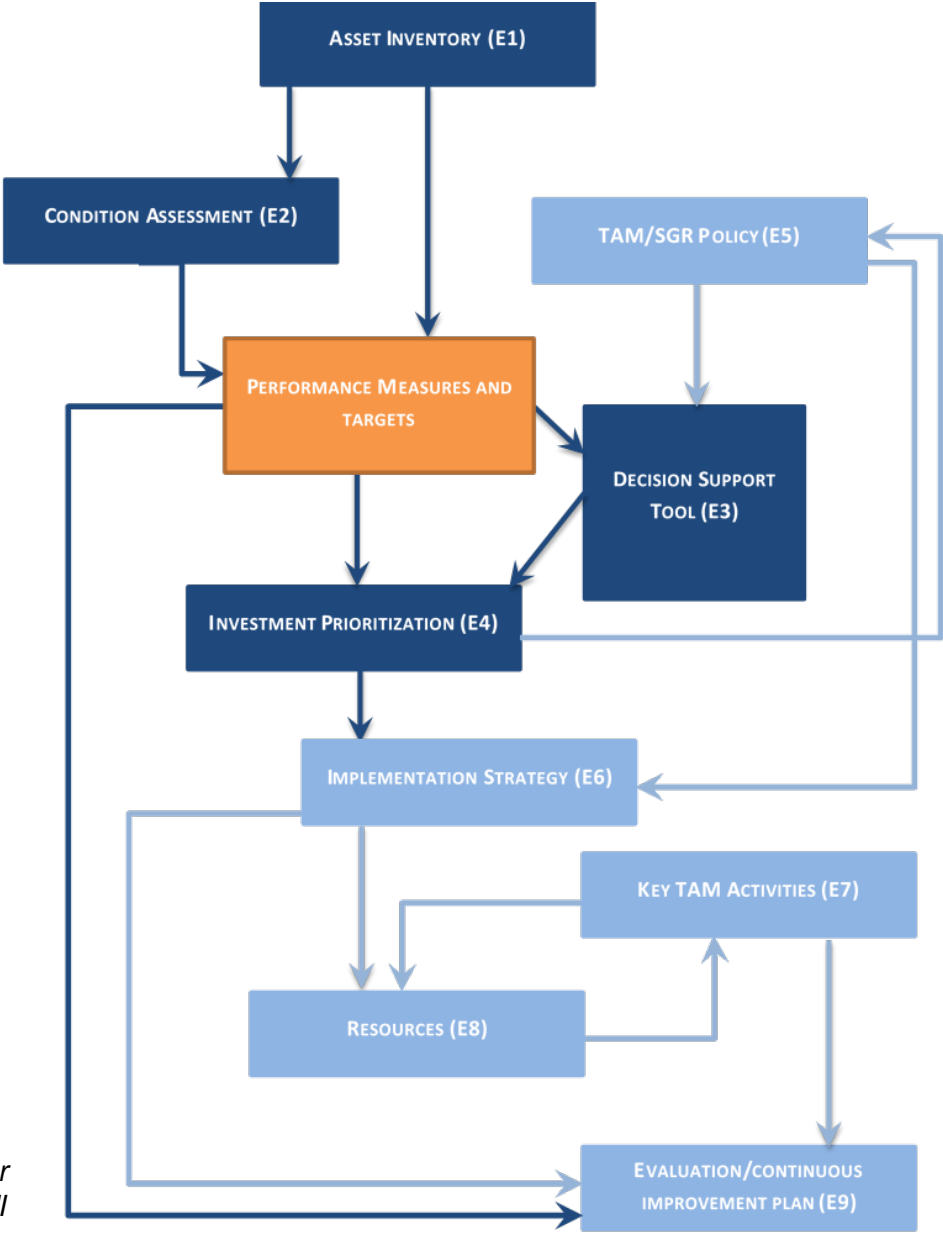 ASSET INVENTORY (E1)
CONDITION ASSESSMENT (E2)
TAM/SGR POLICY (E5)
PERFORMANCE MEASURES AND
TARGETS
DECISION SUPPORT
TOOL (E3)
INVESTMENT PRIORITIZATION (E4)
IMPLEMENTATION STRATEGY (E6)
KEY TAM ACTIVITIES (E7)
RESOURCES (E8)
EVALUATION/CONTINUOUS
IMPROVEMENT PLAN (E9)